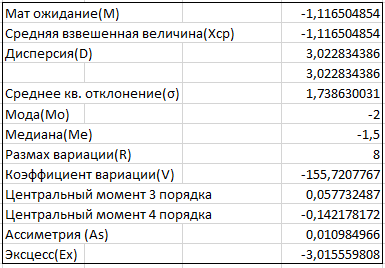 Мат ожидание(M) -1,116504854
Средняя взвешенная величина(Xср) -1,116504854
Дисперсия(D) 3,022834386
3,022834386
Среднее кв. отклонение(σ) 1,738630031
Мода(Mo) -2
Медиана(Me) -1,5
Размах вариации(R) 8
Коэффициент вариации(V) -155,7207767
Центральный момент 3 порядка 0,057732487
Центральный момент 4 порядка -0,142178172
Ассиметрия (As) 0,010984966
Эксцесс(Ex) -3,015559808